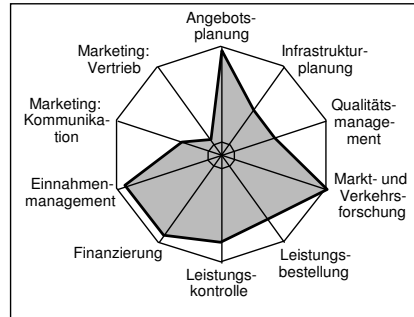 Angebots-
planung
Infrastruktur-
planung
Qualitäts-
manage-
ment
Markt- und
Verkehrs-
forschung
Leistungs-
bestellung
Leistungs-
kontrolle
Finanzierung
Einnahmen-
management
Marketing:
Kommunika-
tion
Marketing:
Vertrieb